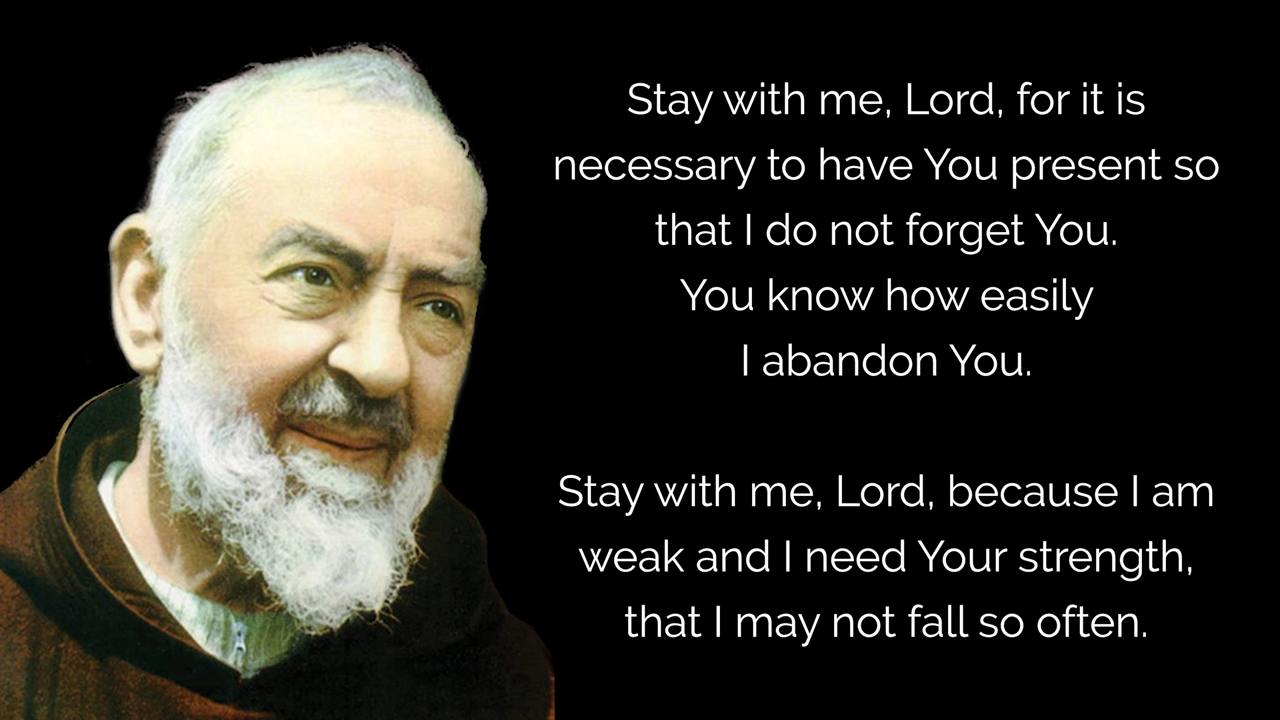 Stay with me, Lord, for it is
necessary to have You present so
that I do not forget You.
You know how easily
I abandon You.
Stay with me, Lord, because I am
weak and I need Your strength,
that I may not fall so often.